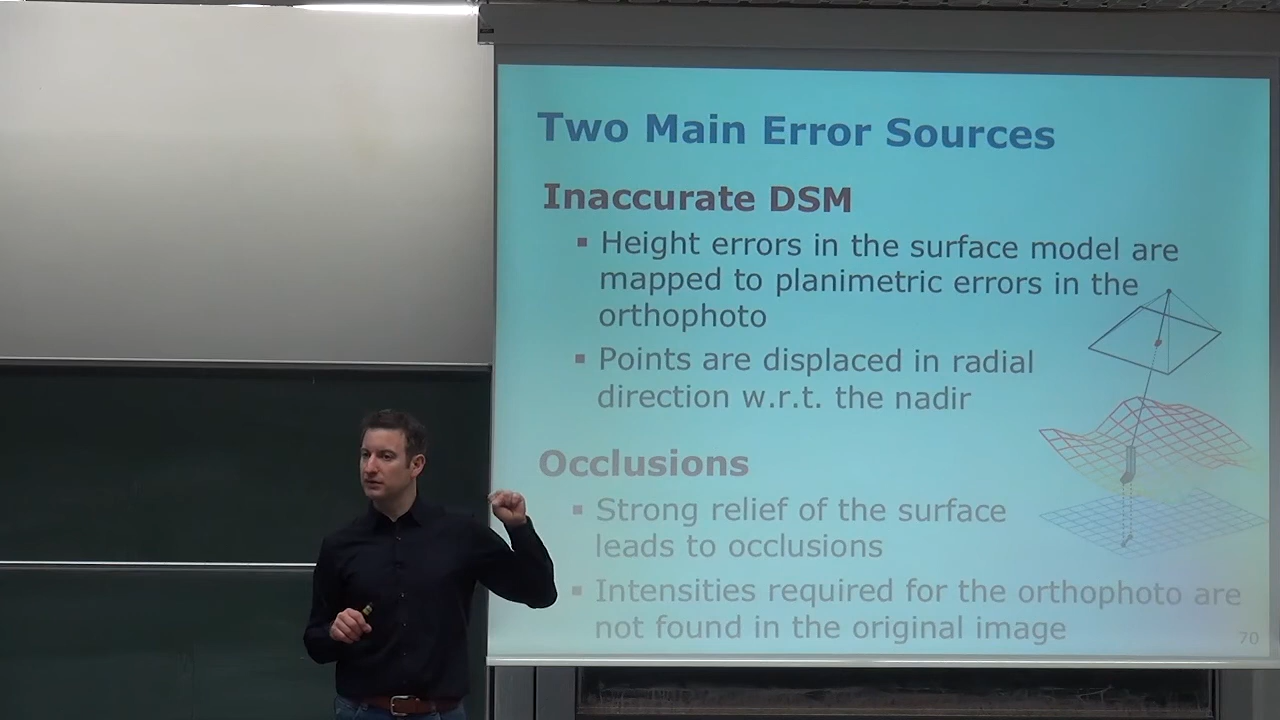 Two Main Error Sources
Inaccurate DSM
▪ Height errors in the surface model are
mapped to planimetric errors in the
orthophoto
▪ Points are displaced in radial
direction w.r.t. the nadir
Occlusions
▪ Strong relief of the surface
leads to occlusions
▪ Intensities required for the orthophoto are
not found in the original image
70